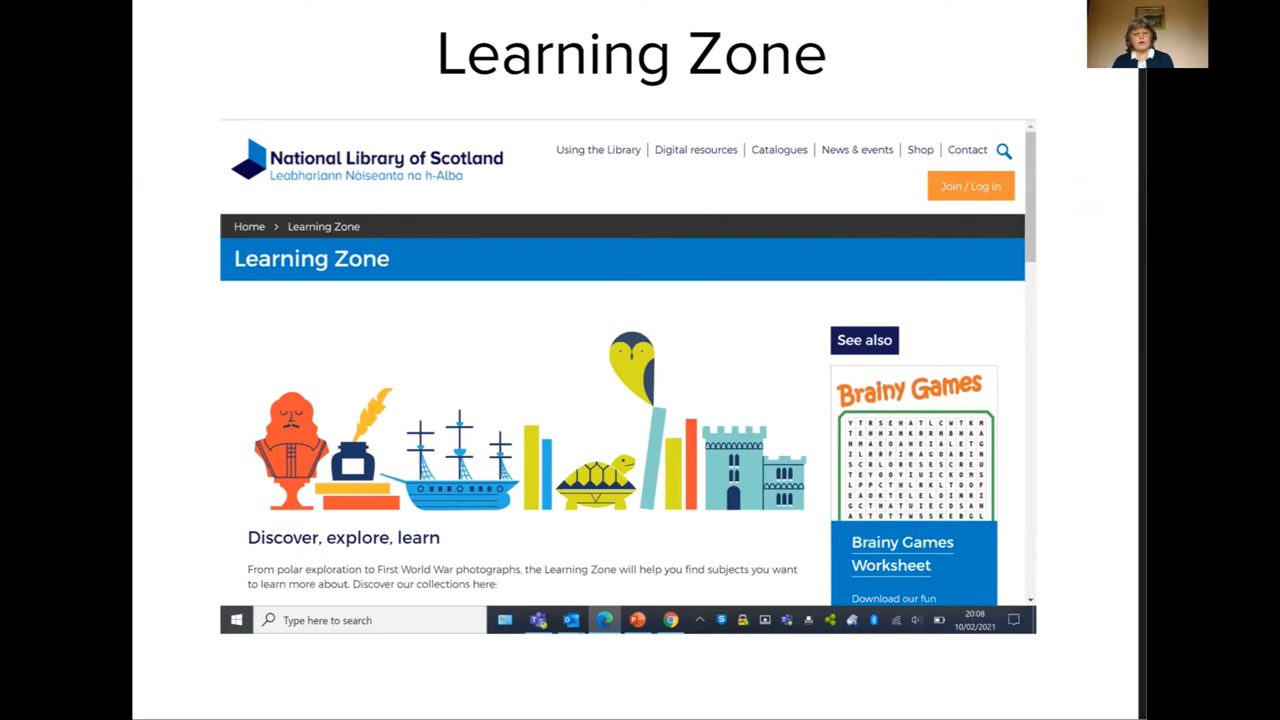 Learning Zone
National Library of Scotland
Leabharlann Nàiseanta na h-Alba
Using the Library | Digital resources | Catalogues | News & events | Shop | Contact
Join / Log in
Home > Learning Zone
Learning Zone
See also
Brainy Games
Discover, explore, learn
From polar exploration to First World War photographs, the Learning Zone will help you find subjects you want
to learn more about. Discover our collections here:
Brainy Games
Worksheet
Download our fun
Type here to search
20:08
10/02/2021